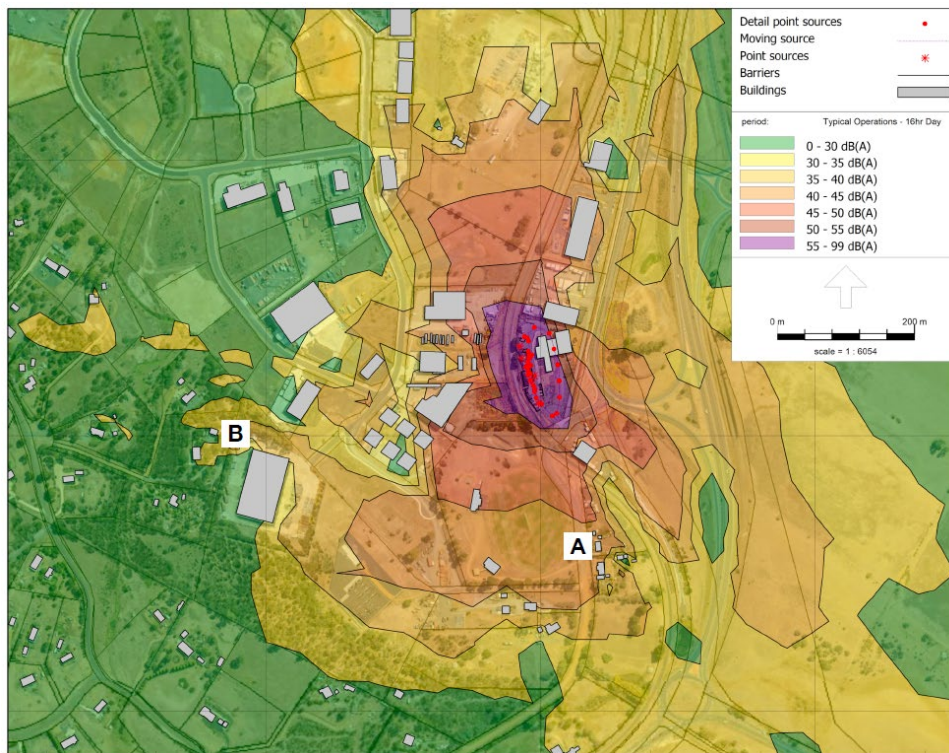 Detail point sources
Moving source
Point sources
Barriers
Buildings
period: Typical Operations - 16hr Day
0 - 30 dB(A)
30 - 35 dB(A)
35 - 40 dB(A)
40 - 45 dB(A)
45 - 50 dB(A)
50 - 55 dB(A)
55 - 99 dB(A)
0 m 200 m
scale = 1 : 6054
B
A